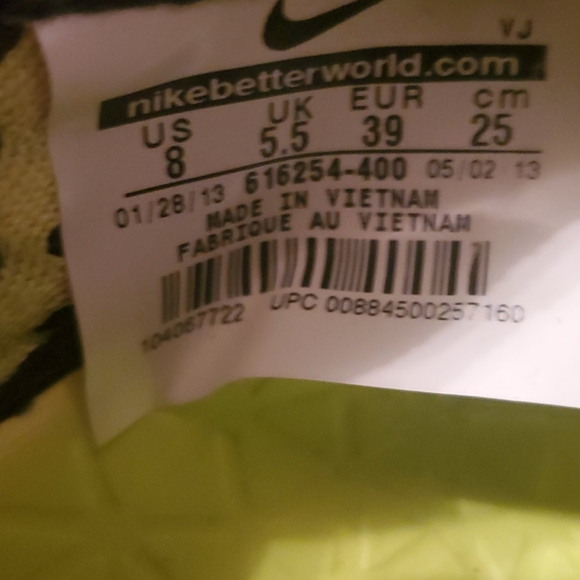 VJ
nikebetterworld.com
US UK EUR cm
8 5.5 39 25
01/28/13 616254-400 05/02/13
MADE IN VIETNAM
FABRIQUE AU VIETNAM
104067722 UPC 00884500257160